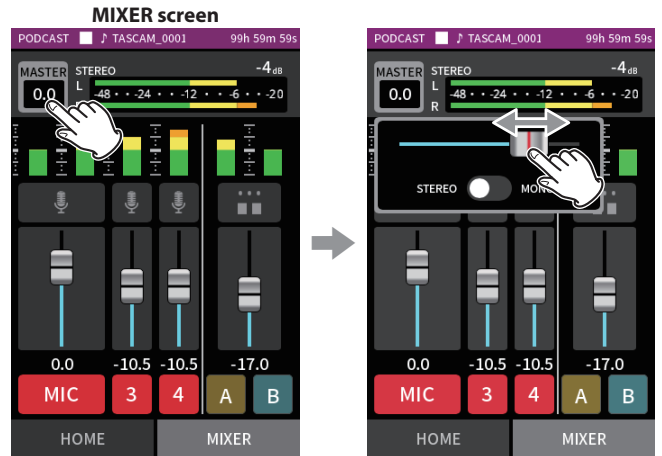 MIXER screen
PODCAST TASCAM_0001 99h 59m 59s
MASTER STEREO -4dB
0.0 L -48 -24 -12 -6 -20
0.0 -10.5 -10.5 -17.0
MIC 3 4 A B
HOME MIXER
PODCAST TASCAM_0001 99h 59m 59s
MASTER STEREO -4dB
0.0 L -48 -24 -12 -6 -20
R
STEREO MONO
0.0 -10.5 -10.5 -17.0
MIC 3 4 A B
HOME MIXER